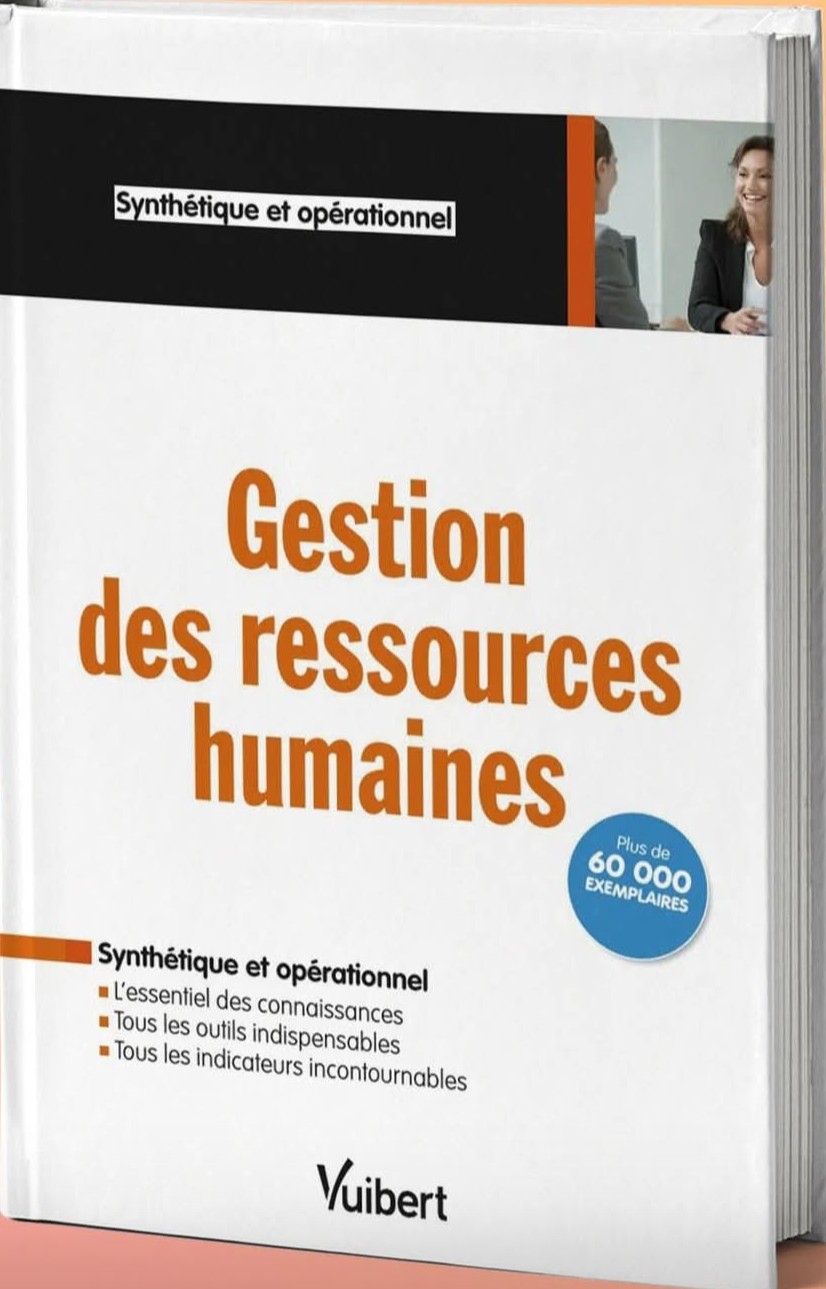 Synthétique et opérationnel
Gestion
des ressources
humaines
Plus de
60 000
EXEMPLAIRES
Synthétique et opérationnel
L'essentiel des connaissances
Tous les outils indispensables
Tous les indicateurs incontournables
Vuibert